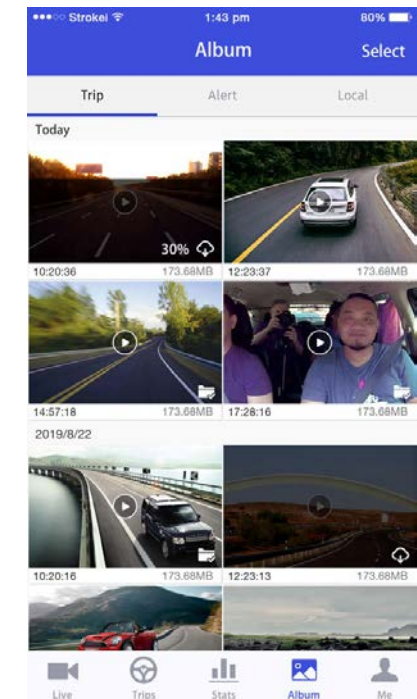 Strokei 1:43 pm 80%
Album Select
Trip Alert Local
Today
30%
10:20:36 173.68MB 12:23:37 173.68MB
14:57:18 173.68MB 17:28:16 173.68MB
2019/8/22
10:20:16 173.68MB 12:23:13 173.68MB
Live Trips Stats Album Me